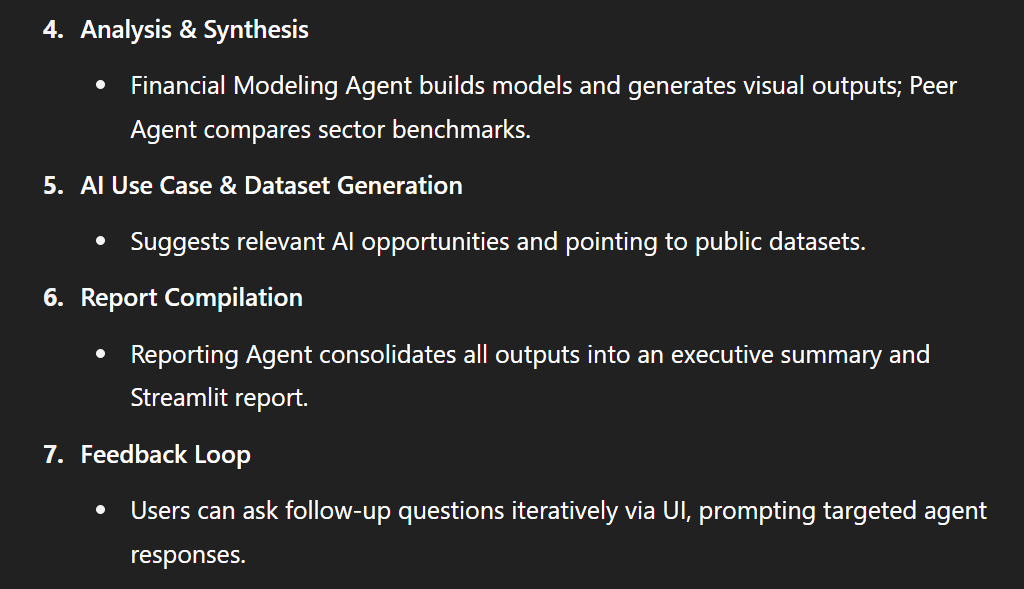 4. Analysis & Synthesis
• Financial Modeling Agent builds models and generates visual outputs; Peer
Agent compares sector benchmarks.
5. AI Use Case & Dataset Generation
• Suggests relevant AI opportunities and pointing to public datasets.
6. Report Compilation
• Reporting Agent consolidates all outputs into an executive summary and
Streamlit report.
7. Feedback Loop
• Users can ask follow-up questions iteratively via UI, prompting targeted agent
responses.